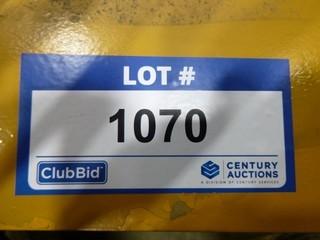 LOT #
1070
ClubBid
CENTURY
AUCTIONS
A DIVISION OF CENTURY SERVICES